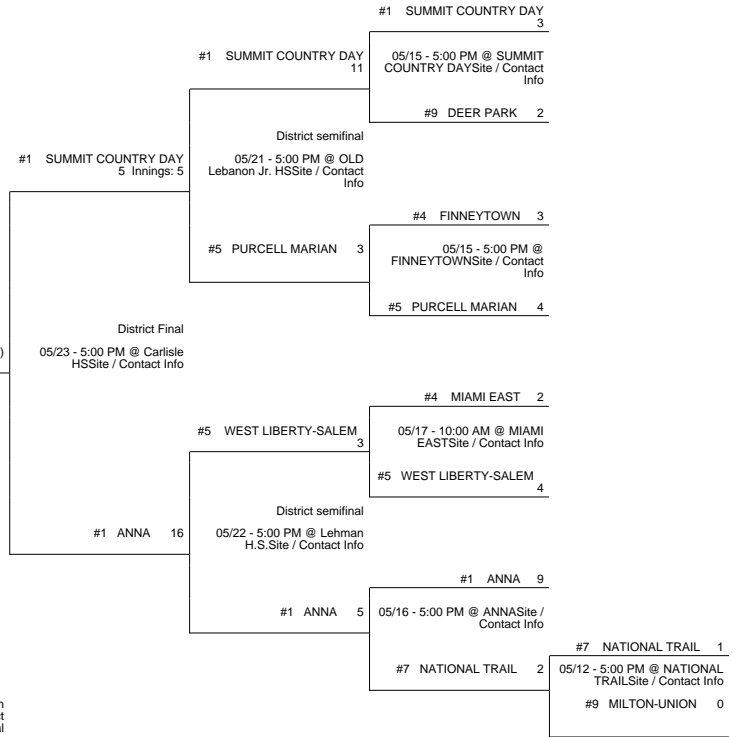 #1 SUMMIT COUNTRY DAY
3
05/15 - 5:00 PM @ SUMMIT
COUNTRY DAYSite / Contact
Info
#9 DEER PARK 2
#1 SUMMIT COUNTRY DAY
11
District semifinal
05/21 - 5:00 PM @ OLD
Lebanon Jr. HSSite / Contact
Info
#1 SUMMIT COUNTRY DAY
5 Innings: 5
#4 FINNEYTOWN 3
05/15 - 5:00 PM @
FINNEYTOWNSite / Contact
Info
#5 PURCELL MARIAN 4
#5 PURCELL MARIAN 3
District Final
05/23 - 5:00 PM @ Carlisle
HSSite / Contact Info
)
#4 MIAMI EAST 2
05/17 - 10:00 AM @ MIAMI
EASTSite / Contact Info
#5 WEST LIBERTY-SALEM
4
#5 WEST LIBERTY-SALEM
3
District semifinal
05/22 - 5:00 PM @ Lehman
H.S.Site / Contact Info
#1 ANNA 16
#1 ANNA 9
05/16 - 5:00 PM @ ANNASite /
Contact Info
#1 ANNA 5
#7 NATIONAL TRAIL 2
#7 NATIONAL TRAIL 1
05/12 - 5:00 PM @ NATIONAL
TRAILSite / Contact Info
#9 MILTON-UNION 0
n
ct
al